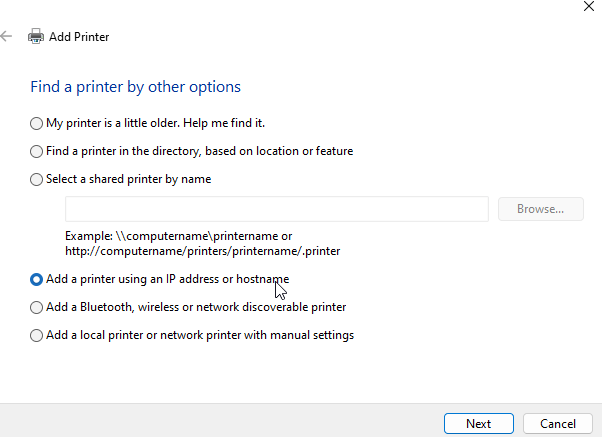 Add Printer
Find a printer by other options
My printer is a little older. Help me find it.
Find a printer in the directory, based on location or feature
Select a shared printer by name
Browse...
Example: \\computername\printername or
http://computername/printers/printername/.printer
Add a printer using an IP address or hostname
Add a Bluetooth, wireless or network discoverable printer
Add a local printer or network printer with manual settings
Next
Cancel